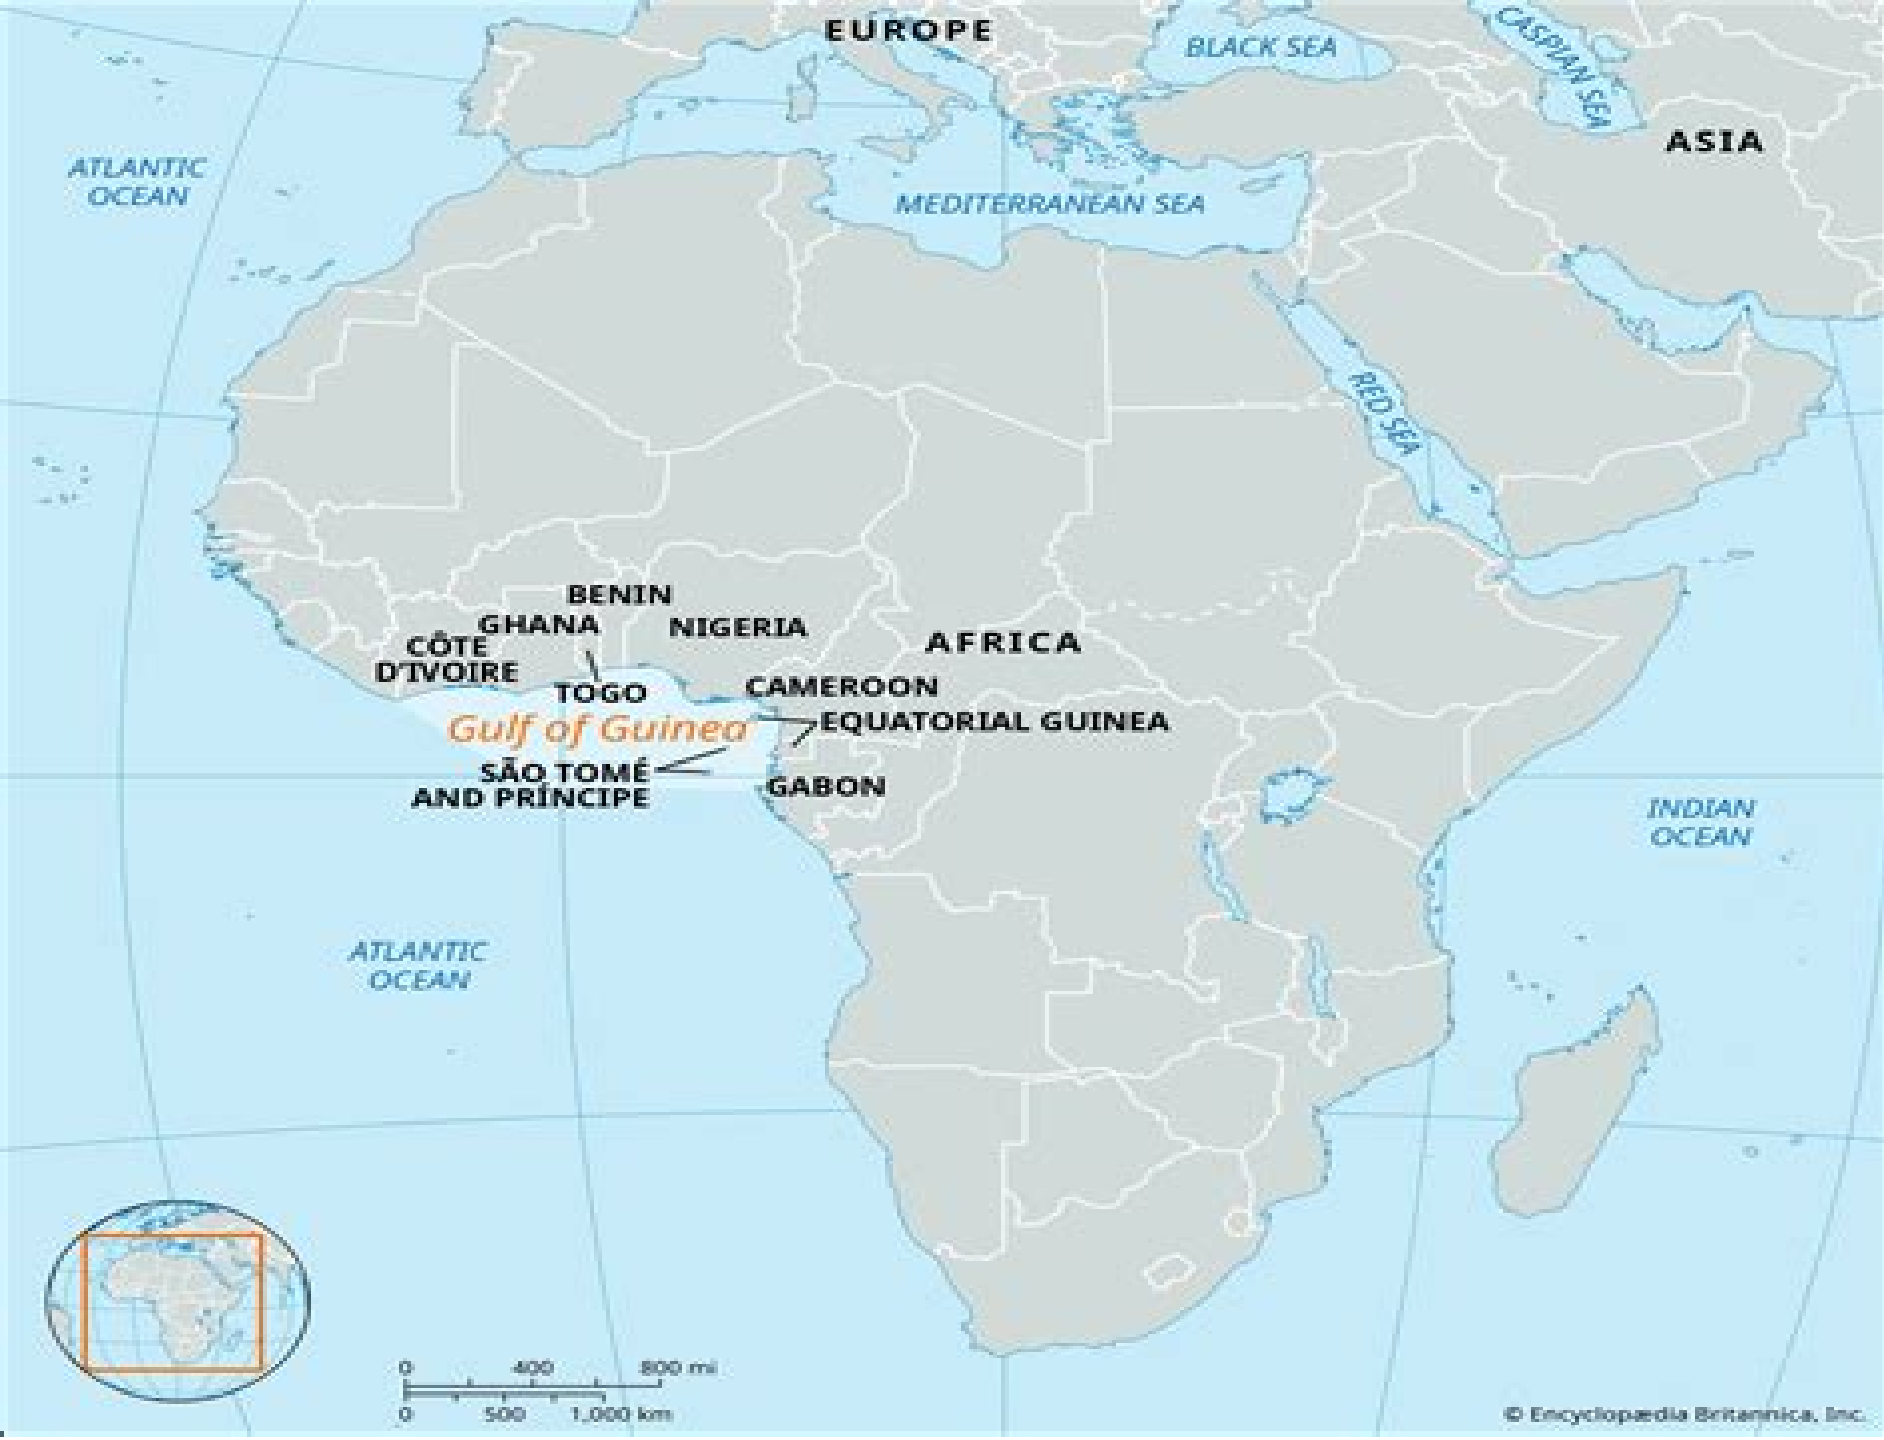 EUROPE
BLACK SEA
CASPIAN SEA
ASIA
ATLANTIC
OCEAN
MEDITERRANEAN SEA
RED SEA
BENIN
GHANA
NIGERIA
CÔTE
D'IVOIRE
AFRICA
TOGO
CAMEROON
Gulf of Guinea
EQUATORIAL GUINEA
SÃO TOMÉ
AND PRÍNCIPE
GABON
INDIAN
OCEAN
ATLANTIC
OCEAN
0 400 800 mi
0 500 1,000 km
© Encyclopædia Britannica, Inc.